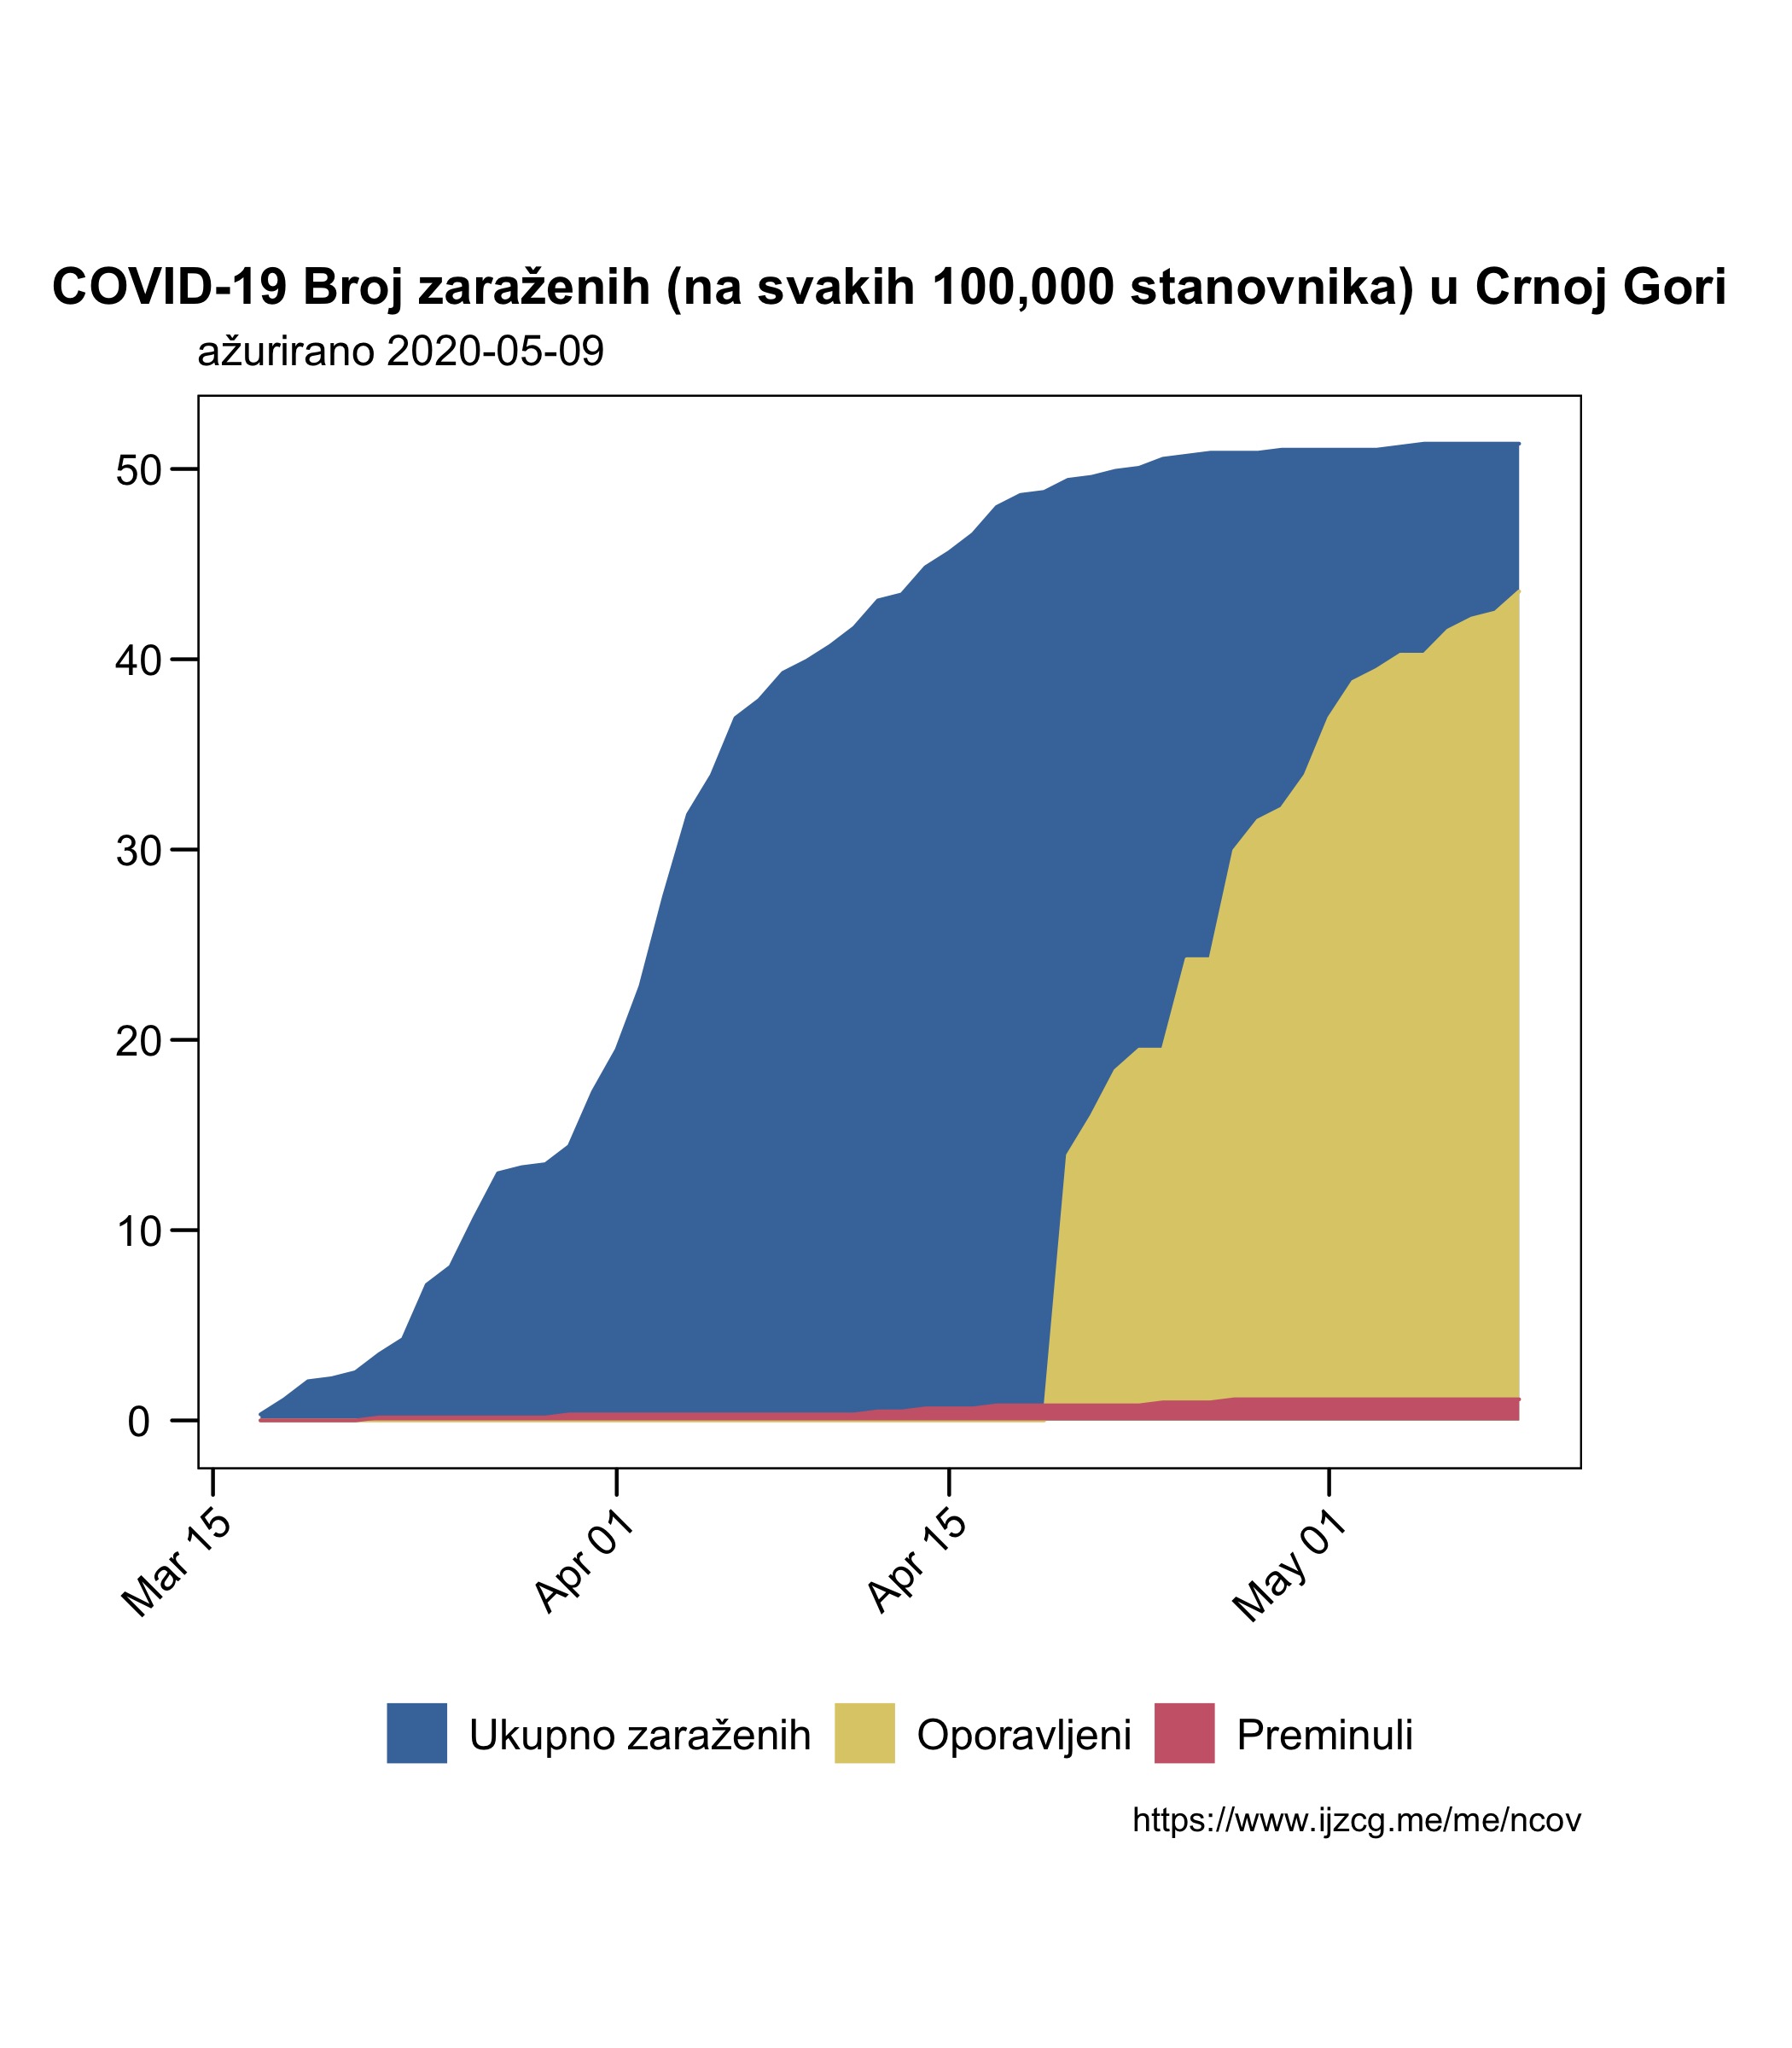 COVID-19 Broj zaraženih (na svakih 100,000 stanovnika) u Crnoj Gori
ažurirano 2020-05-09
50
40
30
20
10
0
Mar 15
Apr 01
Apr 15
May 01
Ukupno zaraženih
Oporavljeni
Preminuli
https://www.ijzcg.me/me/ncov